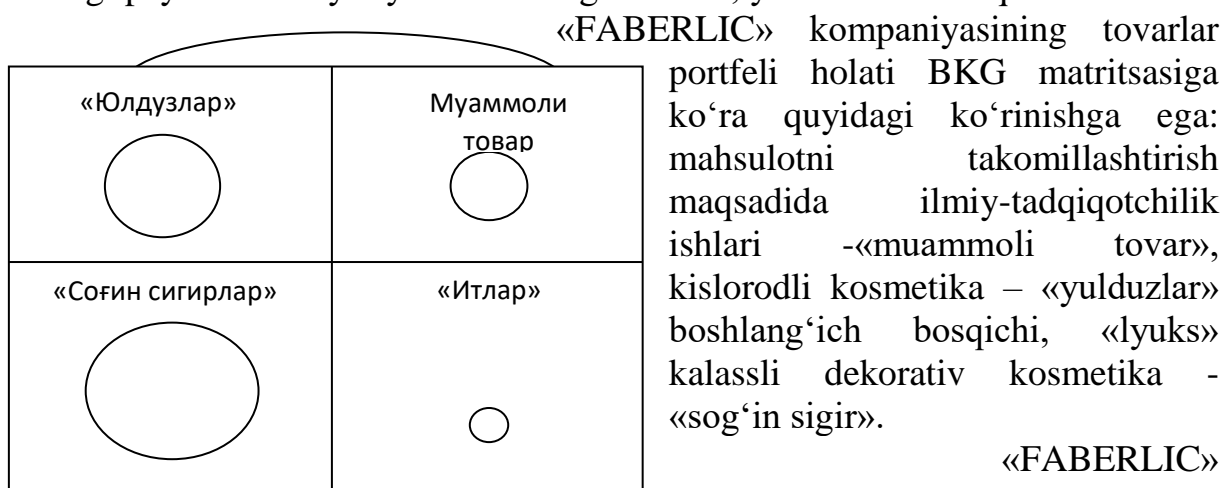 «FABERLIC» kompaniyasining tovarlar
portfeli holati BKG matritsasiga
ko‘ra quyidagi ko‘rinishga ega:
mahsulotni takomillashtirish
maqsadida ilmiy-tadqiqotchilik
ishlari -«muammoli tovar»,
kislorodli kosmetika – «yulduzlar»
boshlang‘ich bosqichi, «lyuks»
kalassli dekorativ kosmetika -
«sog‘in sigir».
«FABERLIC»
«Юлдузлар»
Муаммоли
товар
«Соғин сигирлар»
«Итлар»